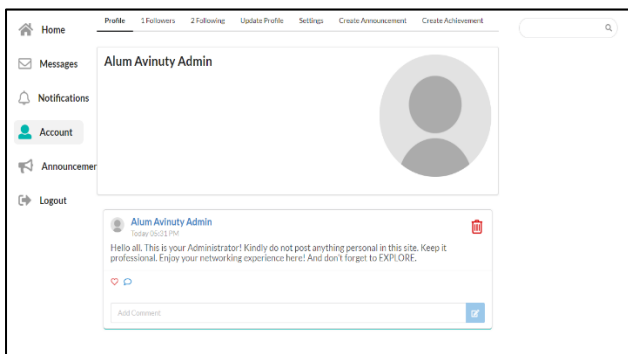 Home
Messages
Notifications
Account
Announcemen
Logout
Profile 1 Followers 2 Following Update Profile Settings Create Announcement Create Achievement
Alum Avinuty Admin
Alum Avinuty Admin
Today 06:31 PM
Hello all. This is your Administrator! Kindly do not post anything personal in this site. Keep it
professional. Enjoy your networking experience here! And don't forget to EXPLORE.
Add Comment